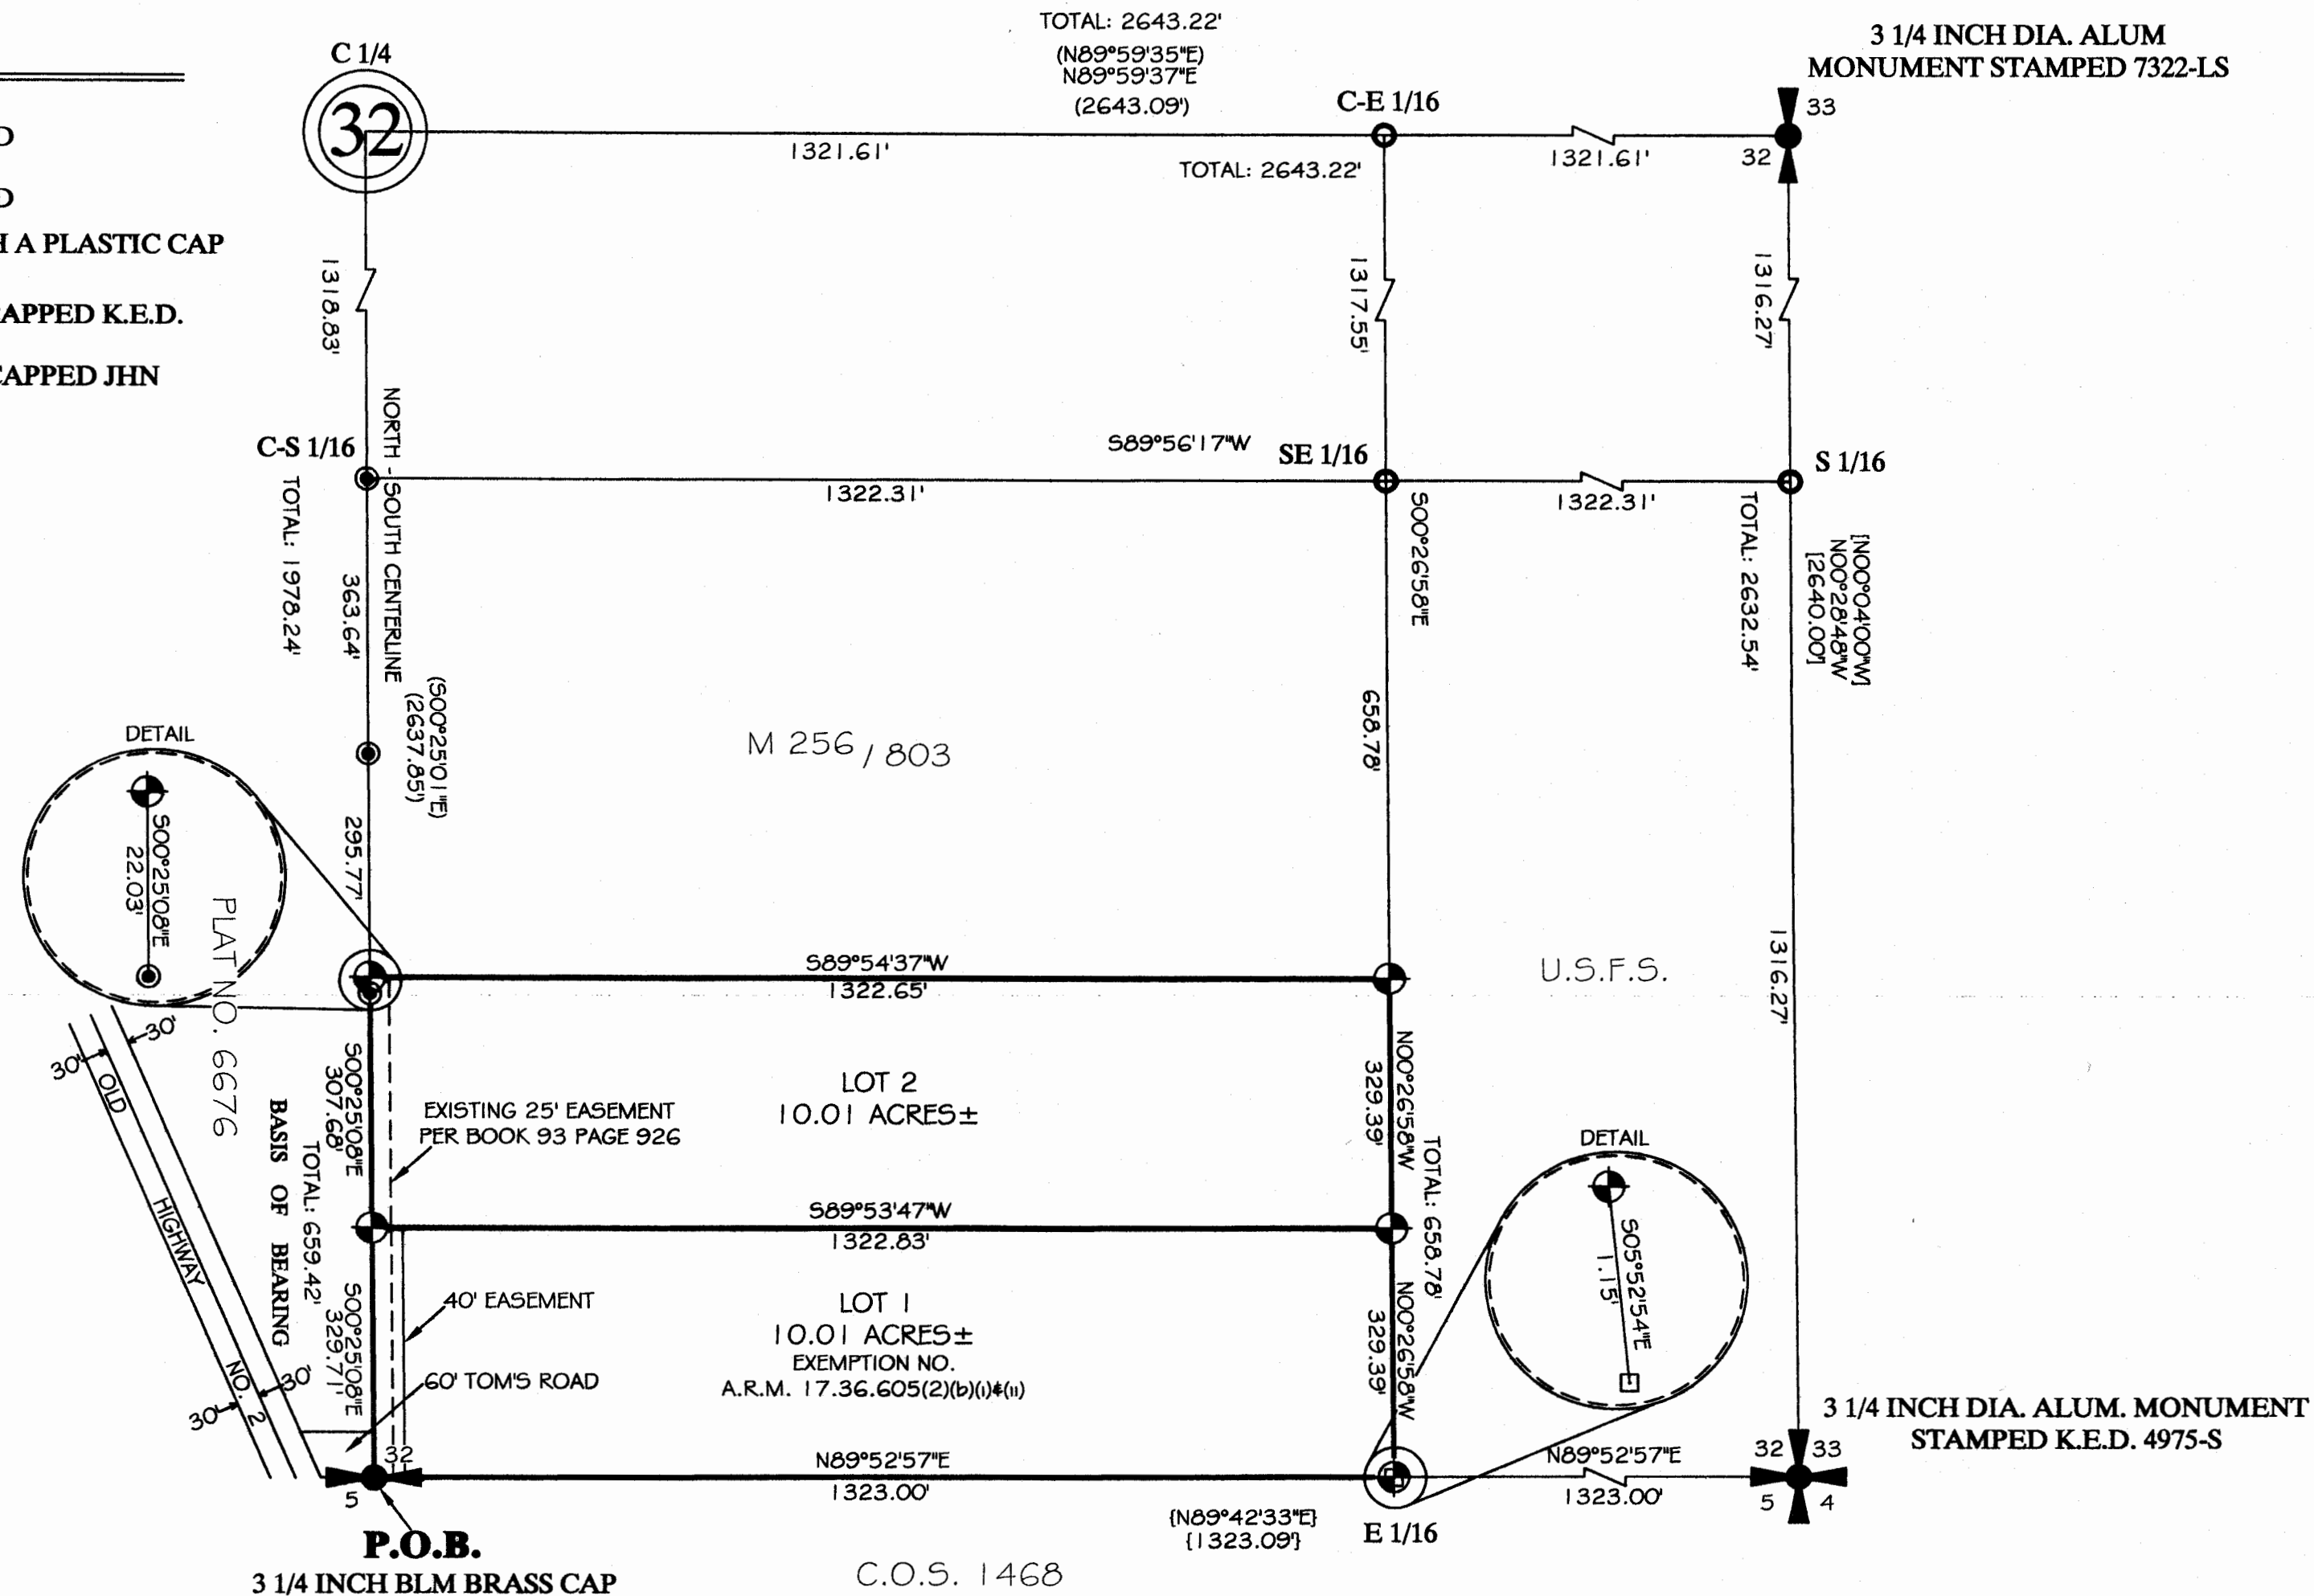 TOTAL: 2643.22'
(N89°59'35"E)
N89°59'37"E
(2643.09')
C 1/4
32
C-E 1/16
3 1/4 INCH DIA. ALUM
MONUMENT STAMPED 7322-LS
33
32
1321.61'
TOTAL: 2643.22'
1321.61'
D
D
H A PLASTIC CAP
APPED K.E.D.
CAPPED JHN
1318.83'
1317.55'
1316.27'
C-S 1/16
NORTH - SOUTH CENTERLINE
S89°56'17"W
1322.31'
SE 1/16
1322.31'
S 1/16
TOTAL: 1978.24'
363.64'
(S00°25'01"E)
(2637.85')
S00°26'58"E
658.78'
TOTAL: 2632.54'
[N00°04'00"W]
N00°28'48"W
[2640.00']
M 256 / 803
DETAIL
S00°25'08"E
22.03'
295.77'
PLAT NO. 6676
S89°54'37"W
1322.65'
U.S.F.S.
1316.27'
30'
30'
OLD HIGHWAY NO. 2
30'
30'
BASIS OF BEARING
TOTAL: 659.42'
S00°25'08"E
307.68'
EXISTING 25' EASEMENT
PER BOOK 93 PAGE 926
LOT 2
10.01 ACRES±
N00°26'58"W
329.39'
TOTAL: 658.78'
S89°53'47"W
1322.83'
DETAIL
S05°52'54"E
1.15'
S00°25'08"E
329.71'
40' EASEMENT
60' TOM'S ROAD
LOT 1
10.01 ACRES±
EXEMPTION NO.
A.R.M. 17.36.605(2)(b)(i)&(ii)
N00°26'58"W
329.39'
32
5
N89°52'57"E
1323.00'
{N89°42'33"E}
{1323.09'}
E 1/16
N89°52'57"E
1323.00'
3 1/4 INCH DIA. ALUM. MONUMENT
STAMPED K.E.D. 4975-S
32 33
5 4
P.O.B.
3 1/4 INCH BLM BRASS CAP
C.O.S. 1468